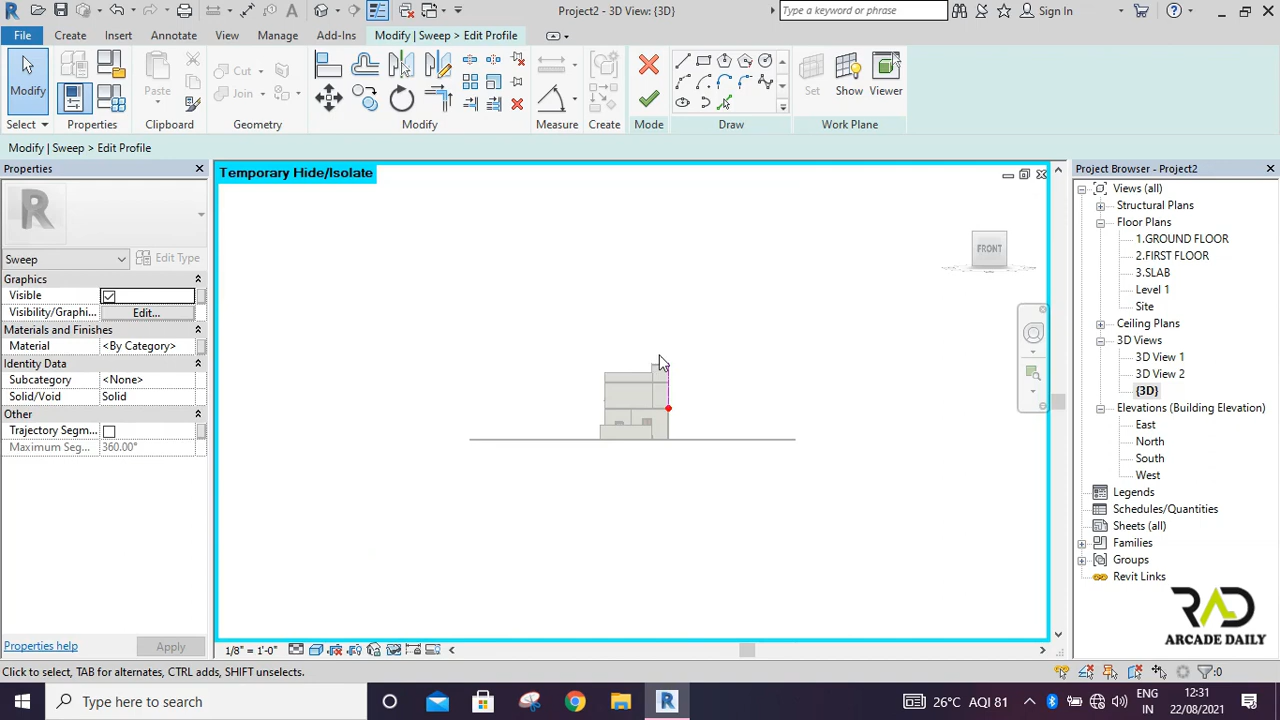 Project2 - 3D View: {3D}
Type a keyword or phrase
Sign In
File
Create
Insert
Annotate
View
Manage
Add-Ins
Modify | Sweep > Edit Profile
Modify
Paste
Cut
Join
Set
Show
Viewer
Select
Properties
Clipboard
Geometry
Modify
Measure
Create
Mode
Draw
Work Plane
Modify | Sweep > Edit Profile
Properties
Sweep
Edit Type
Graphics
Visible
Visibility/Graphi...
Edit...
Materials and Finishes
Material
<By Category>
Identity Data
Subcategory
<None>
Solid/Void
Solid
Other
Trajectory Segm...
Maximum Seg...
360.00°
Properties help
Apply
Temporary Hide/Isolate
FRONT
1/8" = 1'-0"
Project Browser - Project2
Views (all)
Structural Plans
Floor Plans
1.GROUND FLOOR
2.FIRST FLOOR
3.SLAB
Level 1
Site
Ceiling Plans
3D Views
3D View 1
3D View 2
{3D}
Elevations (Building Elevation)
East
North
South
West
Legends
Schedules/Quantities
Sheets (all)
Families
Groups
Revit Links
RAD
ARCADE DAILY
Click to select, TAB for alternates, CTRL adds, SHIFT unselects.
:0
Type here to search
26°C AQI 81
ENG
IN
12:31
22/08/2021